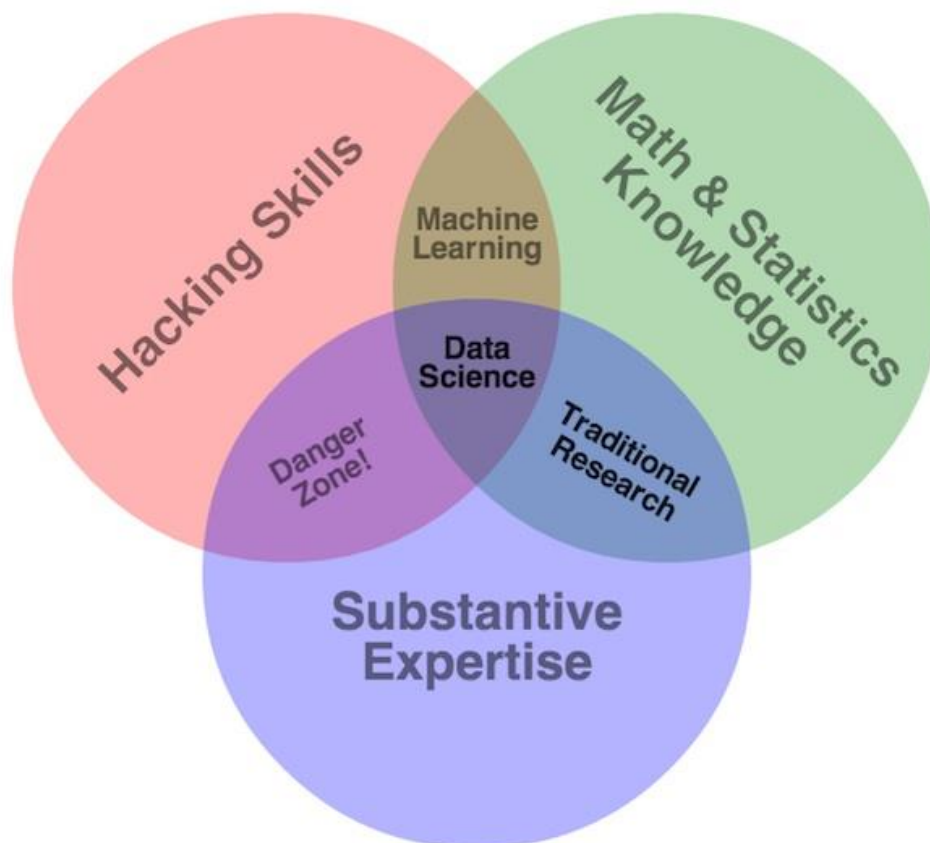 Hacking Skills
Math & Statistics
Knowledge
Machine
Learning
Data
Science
Danger
Zone!
Traditional
Research
Substantive
Expertise